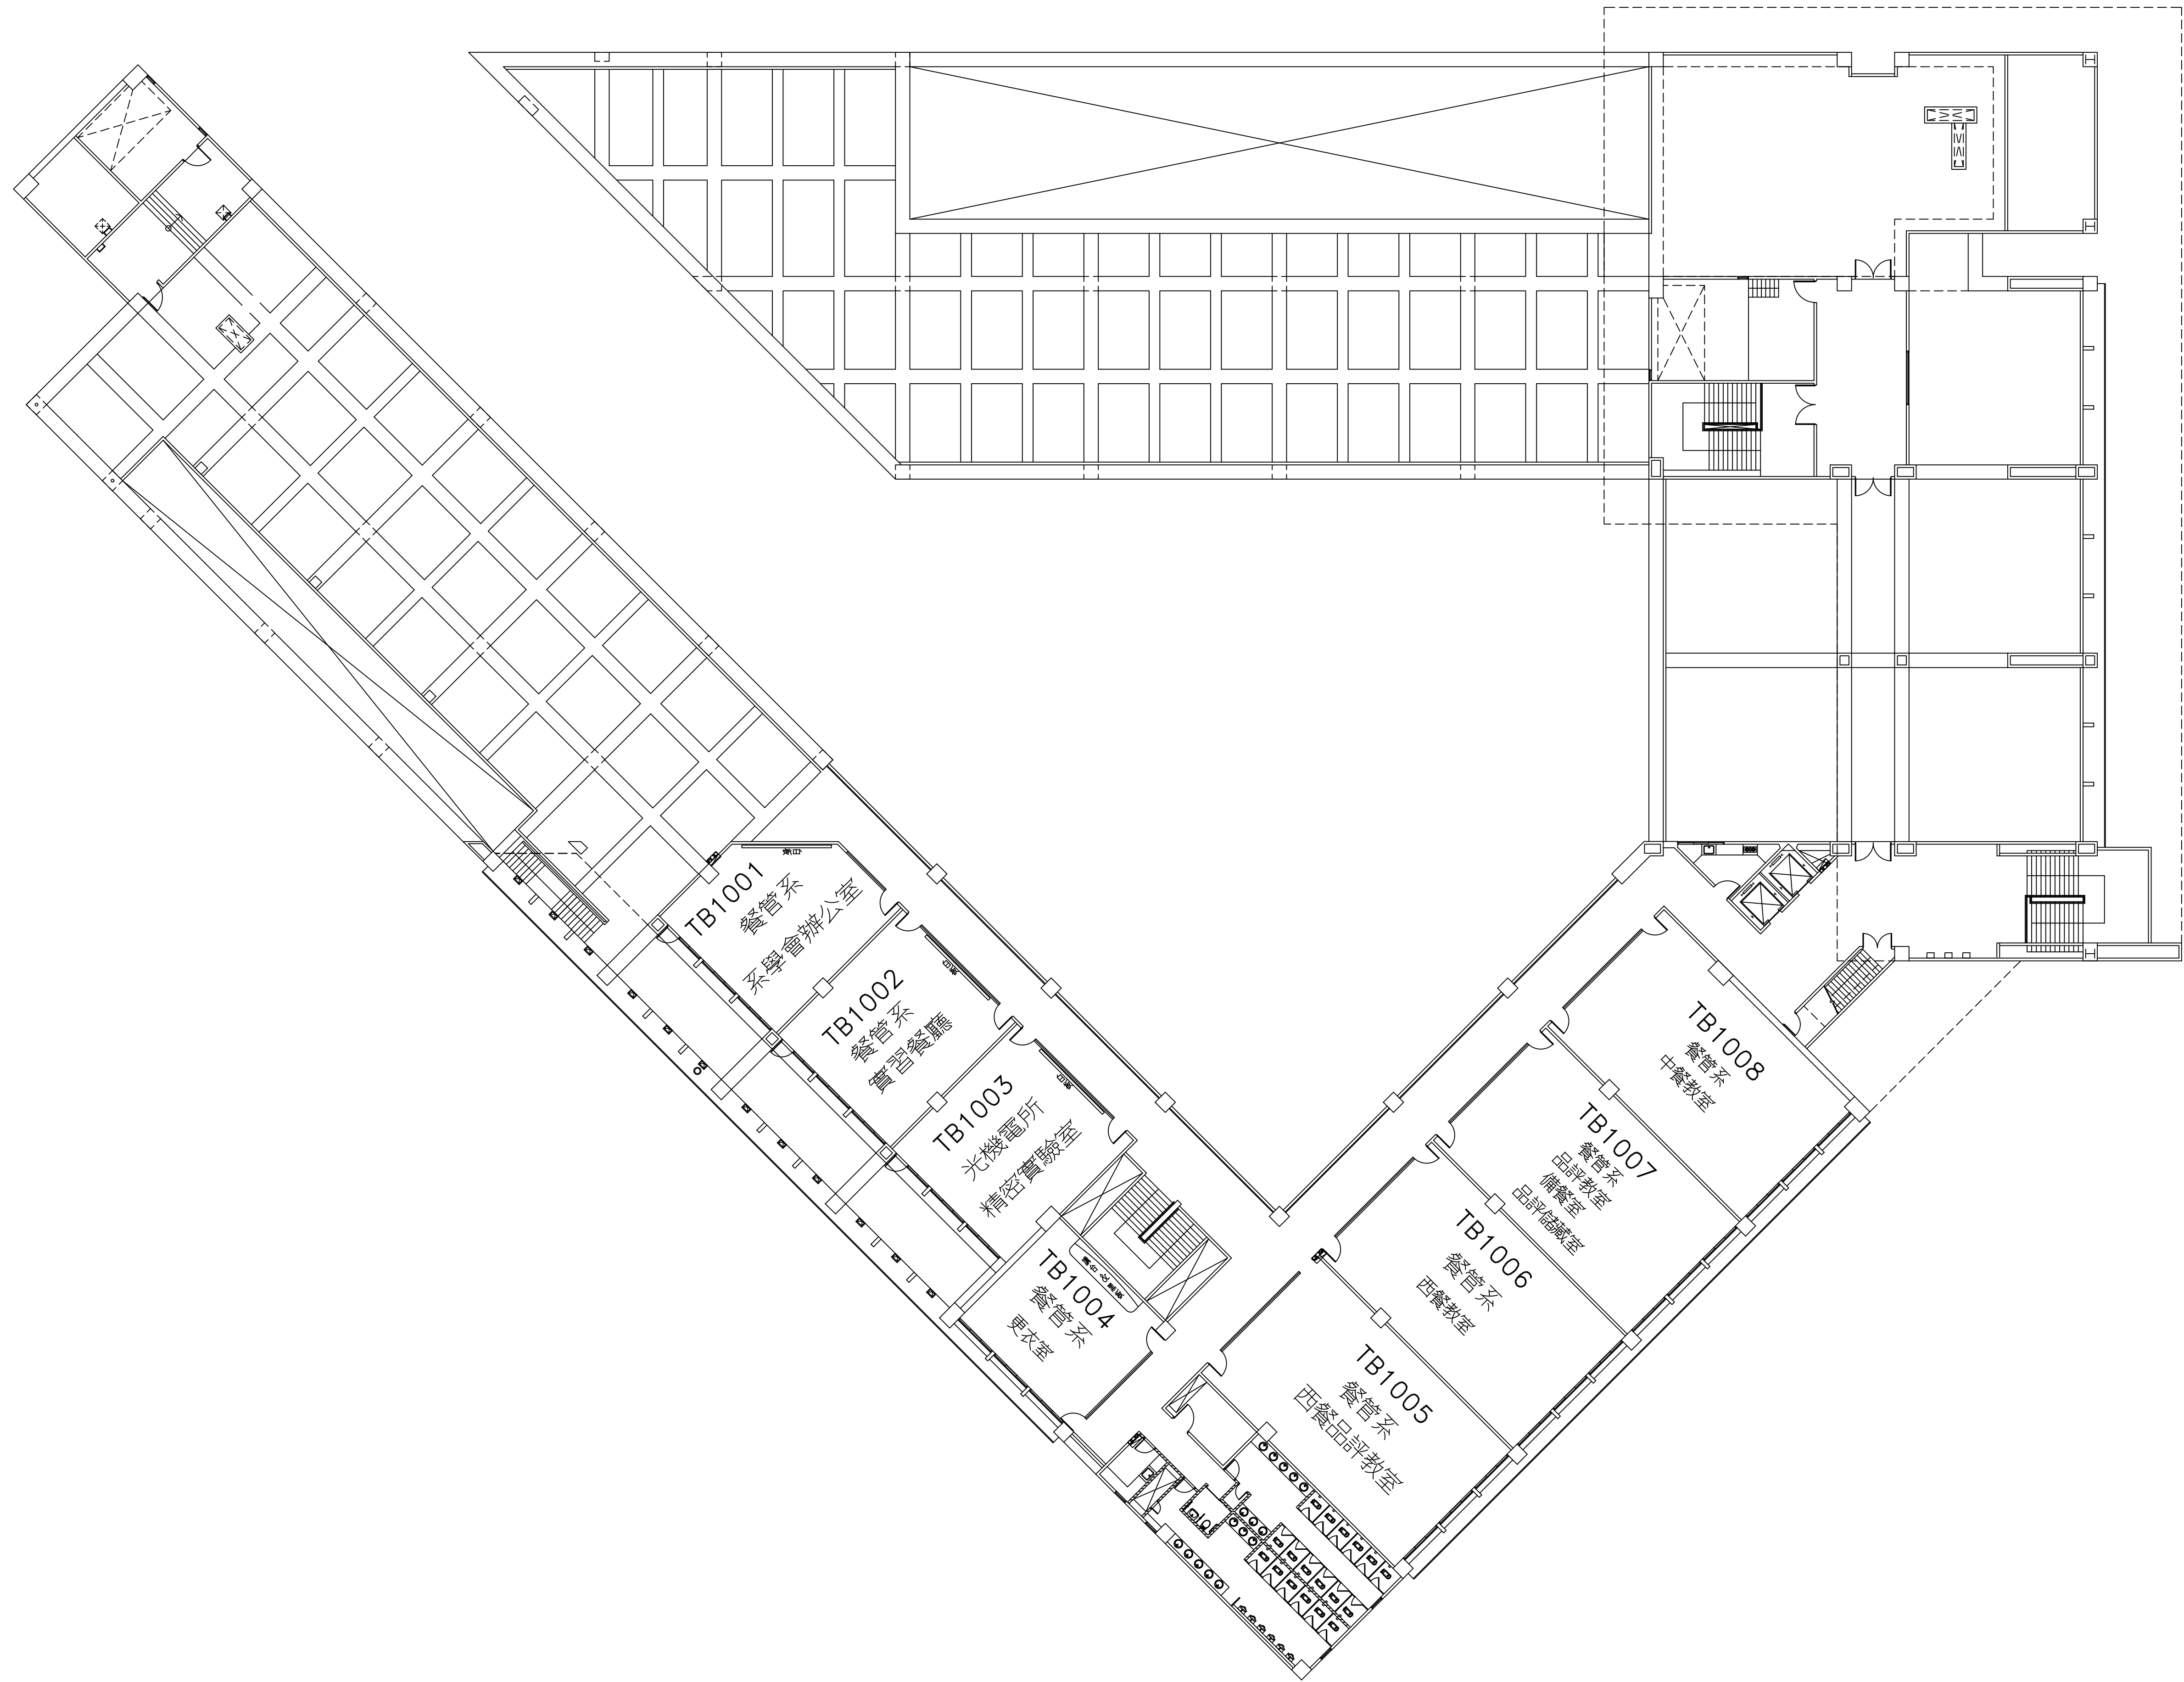 TB1001
餐管系
系學會辦公室
TB1002
餐管系
實習餐廳
TB1003
光機電所
精密實驗室
TB1004
餐管系
更衣室
TB1005
餐管系
西餐品評教室
TB1006
餐管系
西餐教室
TB1007
餐管系
品評教室
備餐室
品評儲藏室
TB1008
餐管系
中餐教室